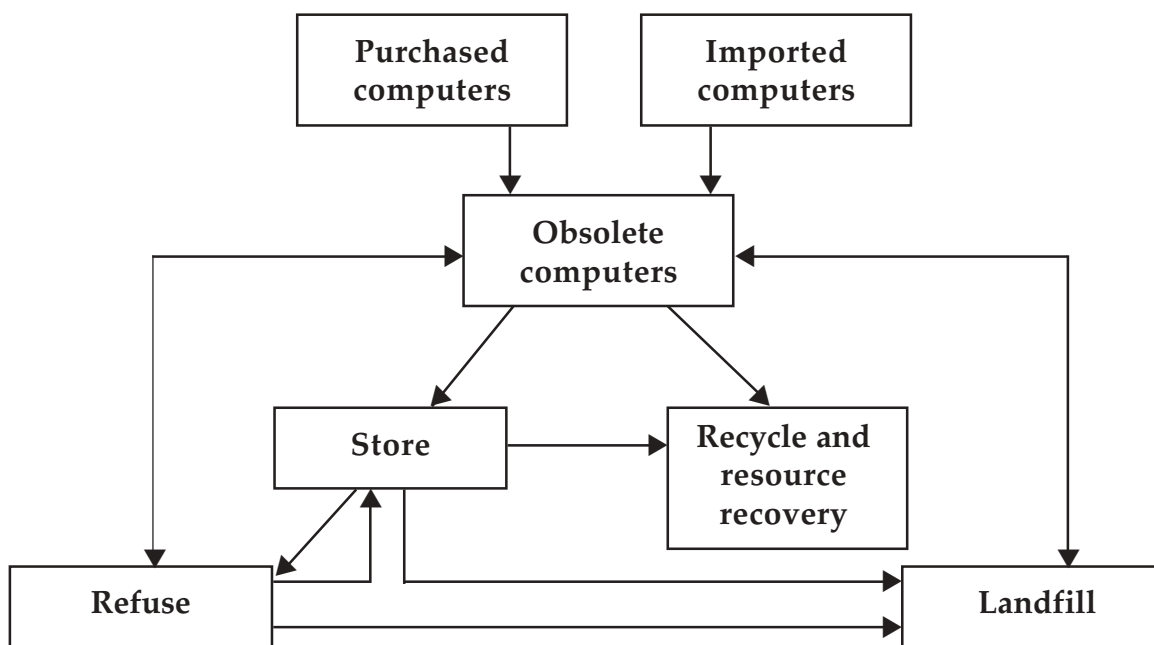 Purchased
computers
Imported
computers
Obsolete
computers
Store
Recycle and
resource
recovery
Refuse
Landfill